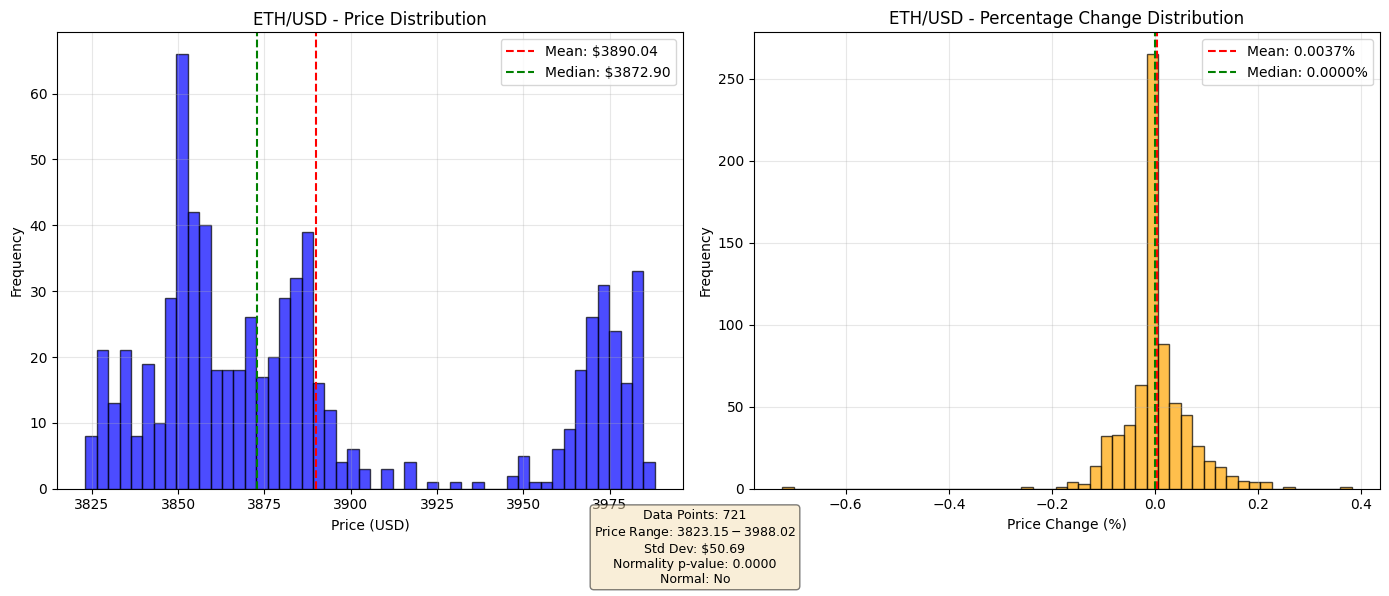 ETH/USD - Price Distribution
Mean: $3890.04
Median: $3872.90
Frequency
60
50
40
30
20
10
0
3825
3850
3875
3900
3925
3950
3975
Price (USD)
ETH/USD - Percentage Change Distribution
Mean: 0.0037%
Median: 0.0000%
Frequency
250
200
150
100
50
0
−0.6
−0.4
−0.2
0.0
0.2
0.4
Price Change (%)
Data Points: 721
Price Range: 3823.15 − 3988.02
Std Dev: $50.69
Normality p-value: 0.0000
Normal: No